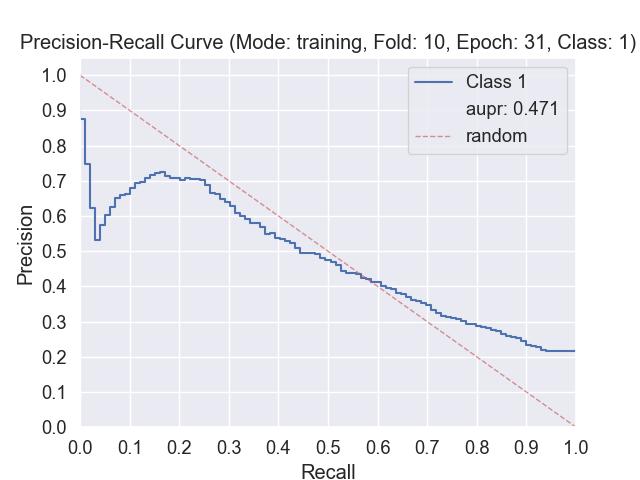 Precision-Recall Curve (Mode: training, Fold: 10, Epoch: 31, Class: 1)
Precision
1.0
0.9
0.8
0.7
0.6
0.5
0.4
0.3
0.2
0.1
0.0
Class 1
aupr: 0.471
random
0.0 0.1 0.2 0.3 0.4 0.5 0.6 0.7 0.8 0.9 1.0
Recall